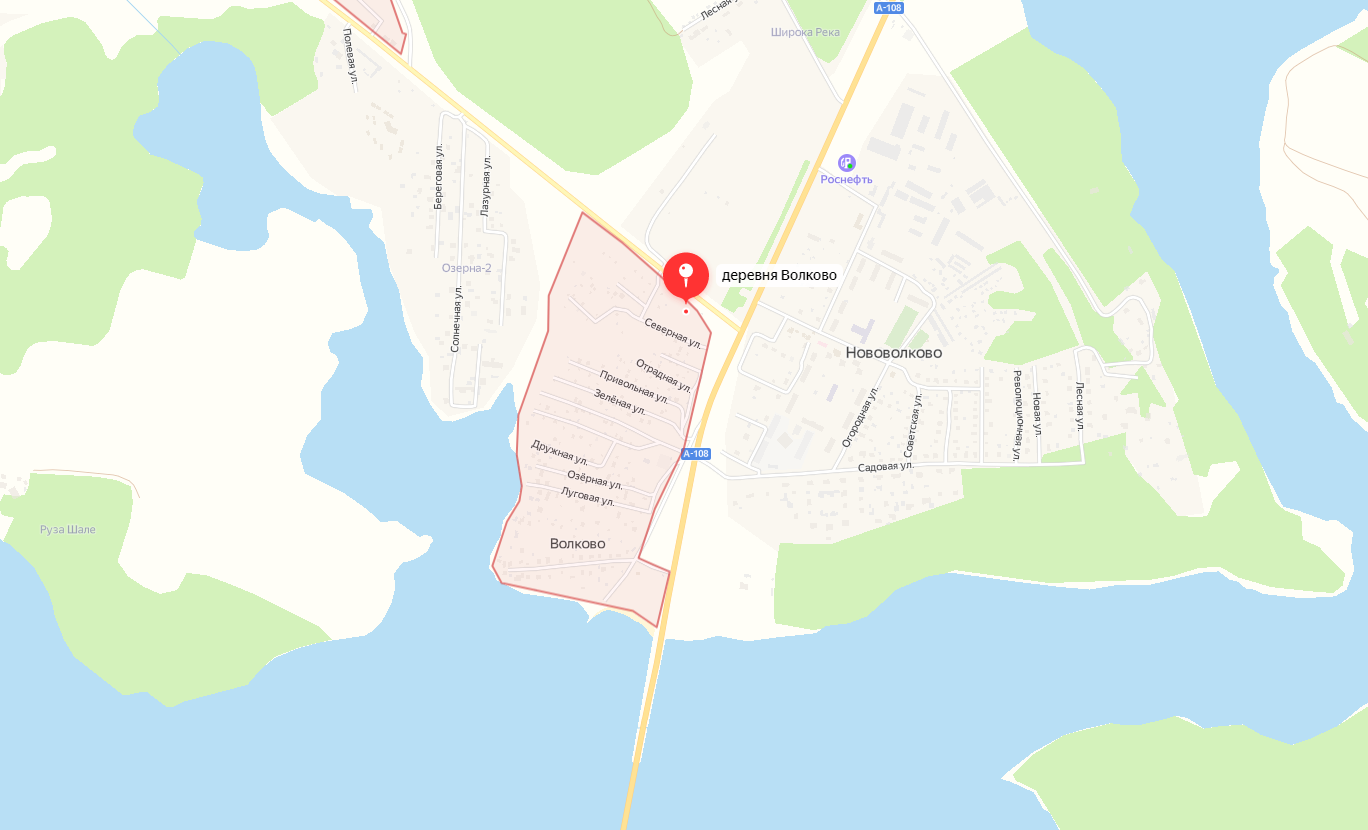 А-108
Лесная у
Широка Река
Полевая ул.
Береговая ул.
Лазурная ул.
Роснефть
Озерна-2
деревня Волково
Солнечная ул.
Северная ул.
Нововолково
Отрадная ул.
Привольная ул.
Зелёная ул.
Огородная ул.
Советская ул.
Революционная ул.
Новая ул.
Лесная ул.
Дружная ул.
А-108
Садовая ул.
Озёрная ул.
Луговая ул.
Руза Шале
Волково